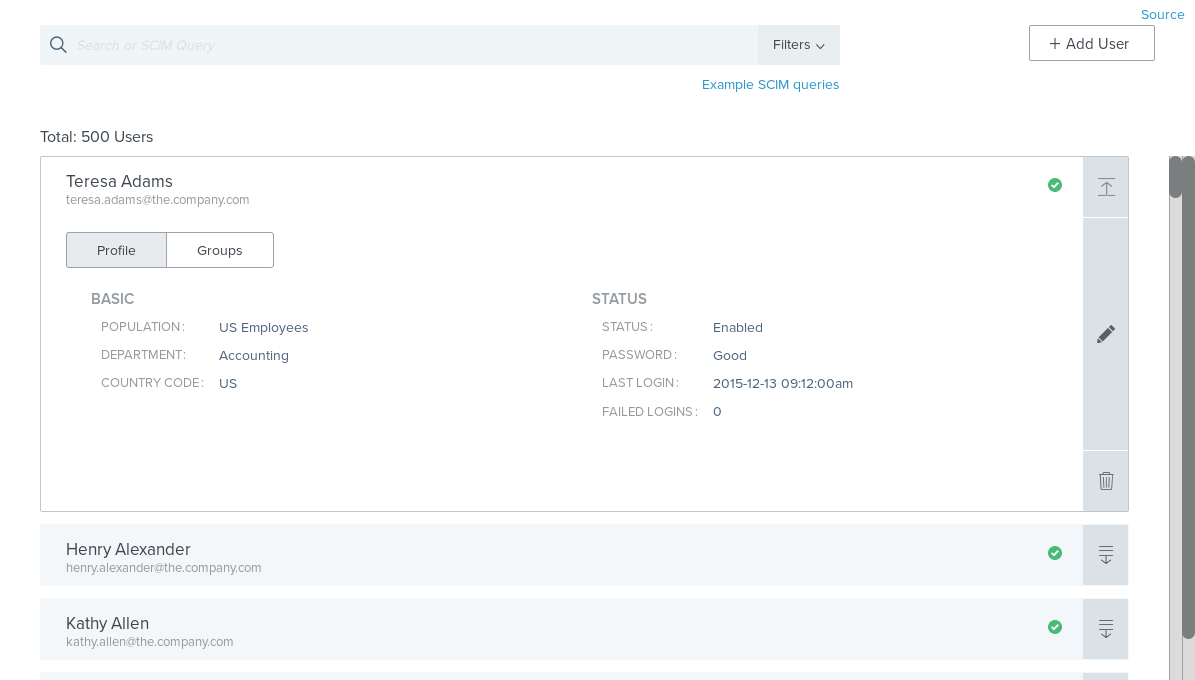 Source
Search or SCIM Query
Filters
+ Add User
Example SCIM queries
Total: 500 Users
Teresa Adams
teresa.adams@the.company.com
Profile
Groups
BASIC
POPULATION: US Employees
DEPARTMENT: Accounting
COUNTRY CODE: US
STATUS
STATUS: Enabled
PASSWORD: Good
LAST LOGIN: 2015-12-13 09:12:00am
FAILED LOGINS: 0
Henry Alexander
henry.alexander@the.company.com
Kathy Allen
kathy.allen@the.company.com